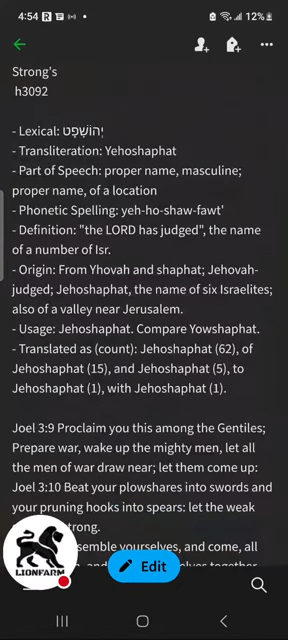 4:54
12%
Strong's
h3092
- Lexical: יְהוֹשָׁפָט
- Transliteration: Yehoshaphat
- Part of Speech: proper name, masculine;
proper name, of a location
- Phonetic Spelling: yeh-ho-shaw-fawt'
- Definition: "the LORD has judged", the name
of a number of Isr.
- Origin: From Yhovah and shaphat; Jehovah-
judged; Jehoshaphat, the name of six Israelites;
also of a valley near Jerusalem.
- Usage: Jehoshaphat. Compare Yowshaphat.
- Translated as (count): Jehoshaphat (62), of
Jehoshaphat (15), and Jehoshaphat (5), to
Jehoshaphat (1), with Jehoshaphat (1).
Joel 3:9 Proclaim you this among the Gentiles;
Prepare war, wake up the mighty men, let all
the men of war draw near; let them come up:
Joel 3:10 Beat your plowshares into swords and
your pruning hooks into spears: let the weak
strong.
semble yourselves, and come, all
LIONFARM
Edit